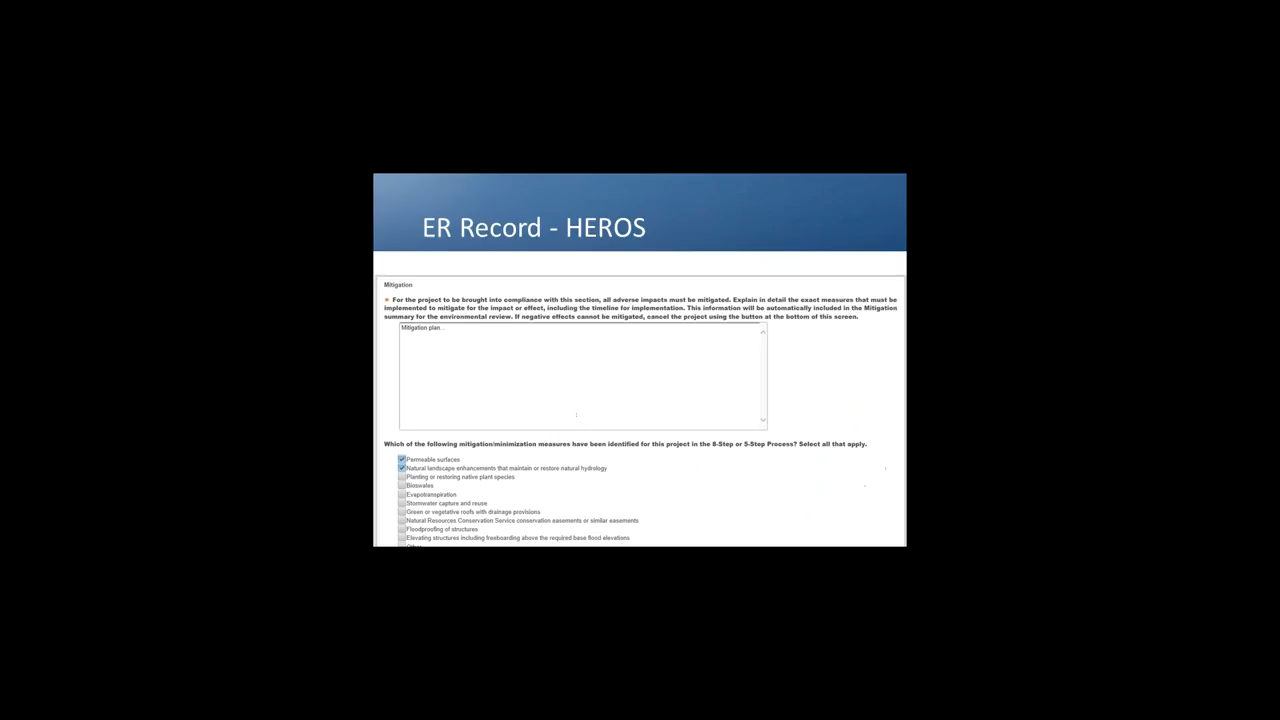 ER Record - HEROS
Mitigation
* For the project to be brought into compliance with this section, all adverse impacts must be mitigated. Explain in detail the exact measures that must be
implemented to mitigate for the impact or effect, including the timeline for implementation. This information will be automatically included in the Mitigation
summary for the environmental review. If negative effects cannot be mitigated, cancel the project using the button at the bottom of this screen.
Mitigation plan...
Which of the following mitigation/minimization measures have been identified for this project in the 8-Step or 5-Step Process? Select all that apply.
Permeable surfaces
Natural landscape enhancements that maintain or restore natural hydrology
Planting or restoring native plant species
Bioswales
Evapotranspiration
Stormwater capture and reuse
Green or vegetative roofs with drainage provisions
Natural Resources Conservation Service conservation easements or similar easements
Floodproofing of structures
Elevating structures including freeboarding above the required base flood elevations